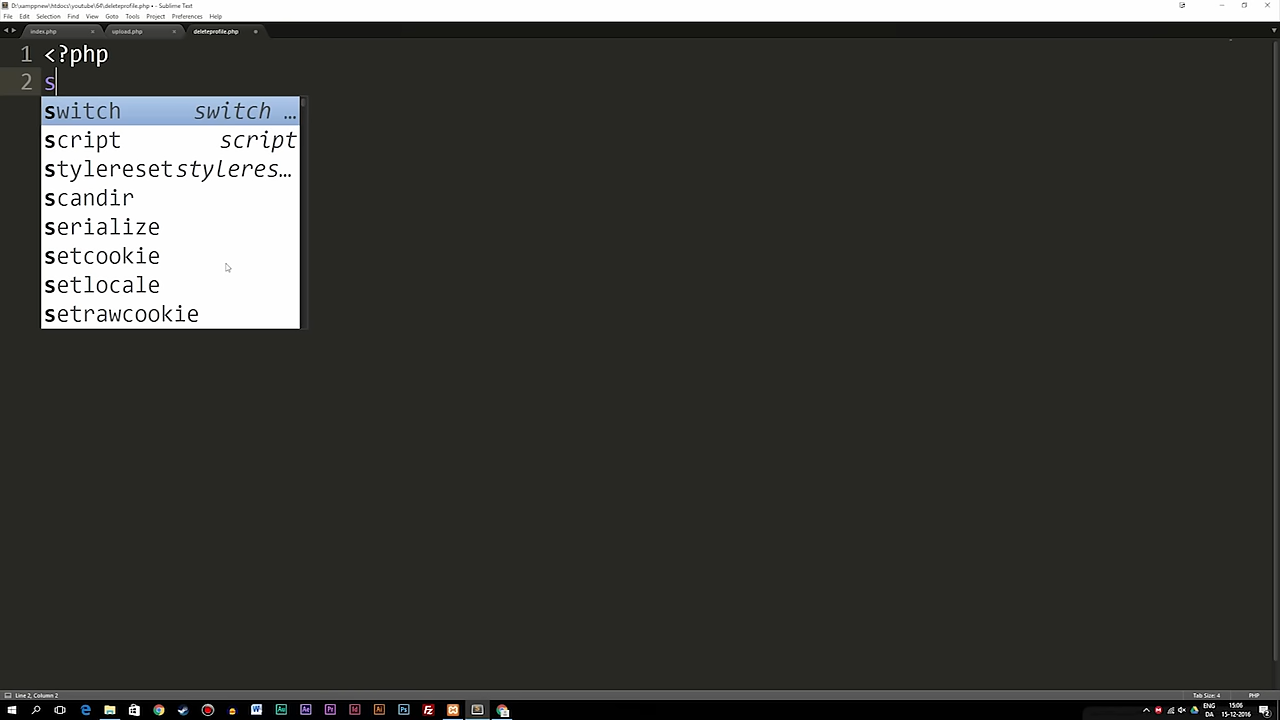 D:\xamppnew\htdocs\youtube\64\deleteprofile.php • - Sublime Text
File Edit Selection Find View Goto Tools Project Preferences Help
index.php upload.php deleteprofile.php
1 <?php
2 s
switch switch …
script script
stylereset styleres…
scandir
serialize
setcookie
setlocale
setrawcookie
Line 2, Column 2 Tab Size: 4 PHP
ENG 15:06
DA 15-12-2016